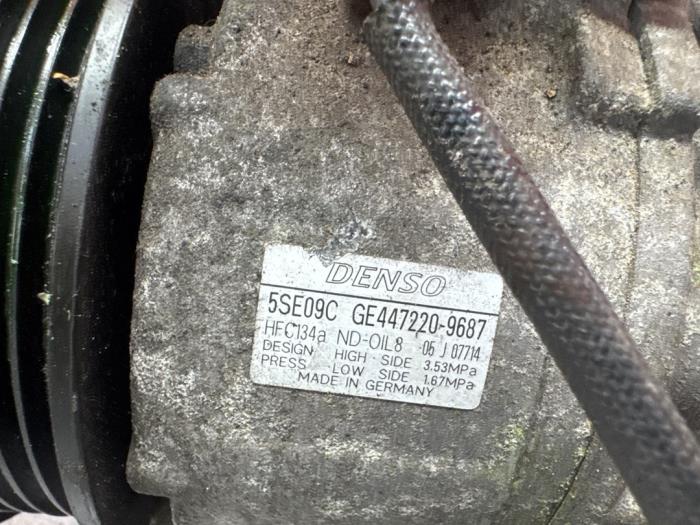 DENSO
5SE09C GE447220-9687
HFC134a ND-OIL8 05 J 07714
DESIGN HIGH SIDE 3.53MPa
PRESS LOW SIDE 1.67MPa
MADE IN GERMANY